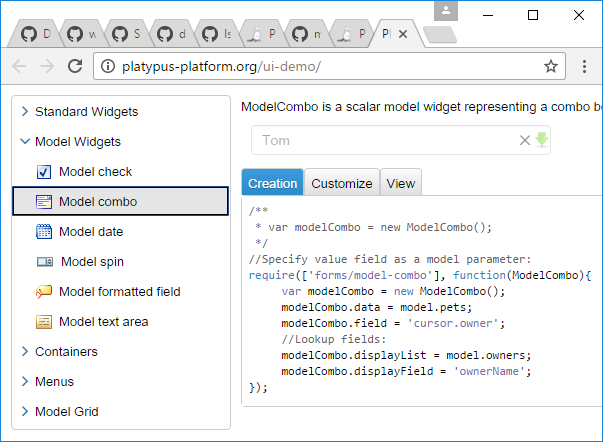 D
w
S
d
Is
P
n
P
Pl
platypus-platform.org/ui-demo/
Standard Widgets
Model Widgets
Model check
Model combo
Model date
Model spin
Model formatted field
Model text area
Containers
Menus
Model Grid
ModelCombo is a scalar model widget representing a combo b
Tom
Creation
Customize
View
/**
 * var modelCombo = new ModelCombo();
 */
//Specify value field as a model parameter:
require(['forms/model-combo'], function(ModelCombo){
     var modelCombo = new ModelCombo();
     modelCombo.data = model.pets;
     modelCombo.field = 'cursor.owner';
     //Lookup fields:
     modelCombo.displayList = model.owners;
     modelCombo.displayField = 'ownerName';
});